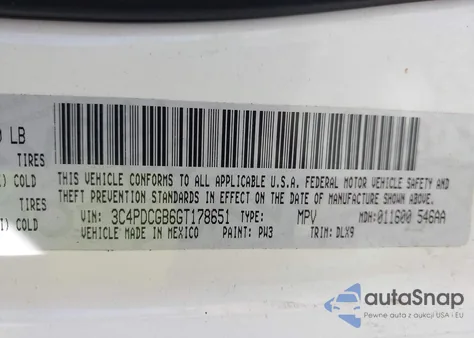 0 LB
TIRES
) COLD
TIRES
) COLD
THIS VEHICLE CONFORMS TO ALL APPLICABLE U.S.A. FEDERAL MOTOR VEHICLE SAFETY AND
THEFT PREVENTION STANDARDS IN EFFECT ON THE DATE OF MANUFACTURE SHOWN ABOVE.
VIN: 3C4PDCGB6GT178651 TYPE: MPV MDH: 011600 546AA
VEHICLE MADE IN MEXICO PAINT: PW3 TRIM: DLX9
autoSnap
Pewne auta z aukcji USA i EU